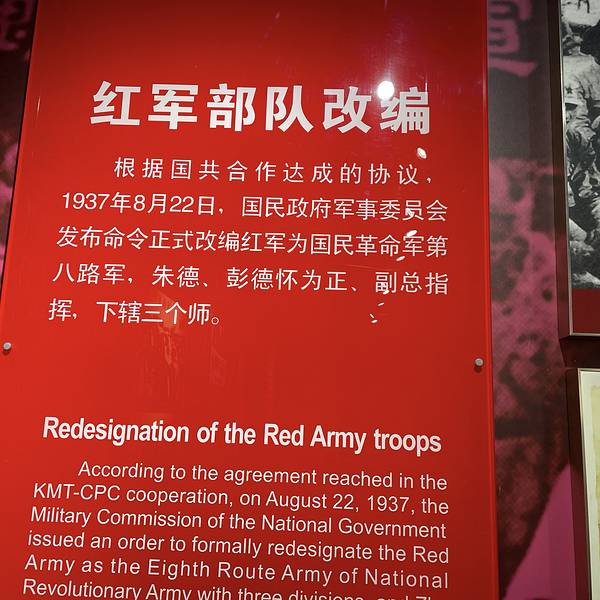 红军部队改编
根据国共合作达成的协议，
1937年8月22日，国民政府军事委员会
发布命令正式改编红军为国民革命军第
八路军，朱德、彭德怀为正、副总指
挥，下辖三个师。
Redesignation of the Red Army troops
According to the agreement reached in the
KMT-CPC cooperation, on August 22, 1937, the
Military Commission of the National Government
issued an order to formally redesignate the Red
Army as the Eighth Route Army of National
Revolutionary Army with three divisions, and